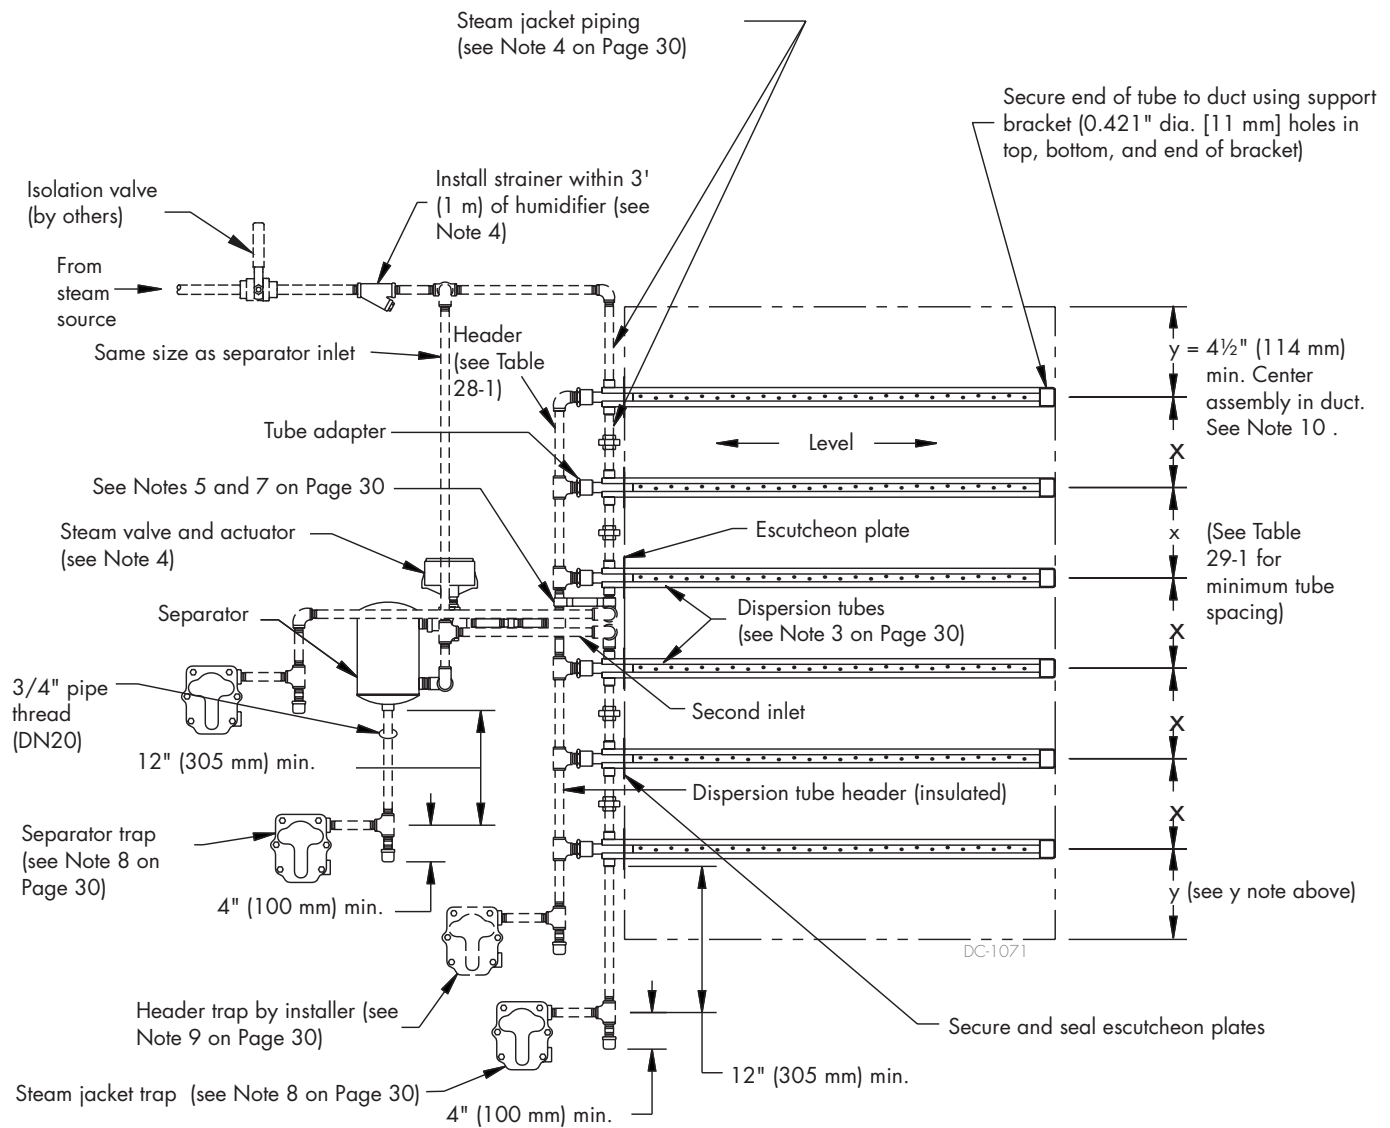 Steam jacket piping
(see Note 4 on Page 30)
Secure end of tube to duct using support
bracket (0.421" dia. [11 mm] holes in
top, bottom, and end of bracket)
Isolation valve
(by others)
Install strainer within 3'
(1 m) of humidifier (see
Note 4)
From
steam
source
Same size as separator inlet
Header
(see Table
28-1)
y = 4½" (114 mm)
min. Center
assembly in duct.
See Note 10 .
Tube adapter
Level
x
See Notes 5 and 7 on Page 30
Steam valve and actuator
(see Note 4)
Escutcheon plate
x
(See Table
29-1 for
minimum tube
spacing)
Separator
Dispersion tubes
(see Note 3 on Page 30)
x
3/4" pipe
thread
(DN20)
Second inlet
x
12" (305 mm) min.
Dispersion tube header (insulated)
x
Separator trap
(see Note 8 on
Page 30)
4" (100 mm) min.
y (see y note above)
DC-1071
Header trap by installer (see
Note 9 on Page 30)
Secure and seal escutcheon plates
12" (305 mm) min.
Steam jacket trap (see Note 8 on Page 30)
4" (100 mm) min.